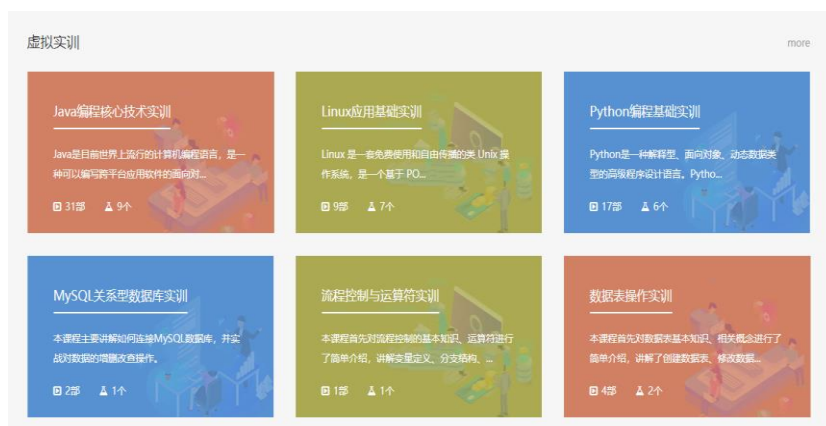 虚拟实训
more
Java编程核心技术实训
Java是目前世界上流行的计算机编程语言，是一
种可以编写跨平台应用软件的面向对...
31部 9个
Linux应用基础实训
Linux 是一套免费使用和自由传播的类 Unix 操
作系统，是一个基于 PO...
9部 7个
Python编程基础实训
Python是一种解释型、面向对象、动态数据类
型的高级程序设计语言。Pytho...
17部 6个
MySQL关系型数据库实训
本课程主要讲解如何连接MySQL数据库，并实
战对数据的增删改查操作。
2部 1个
流程控制与运算符实训
本课程首先对流程控制的基本知识、运算符进行
了简单介绍，讲解变量定义、分支结构、...
1部 1个
数据表操作实训
本课程首先对数据表基本知识、相关概念进行了
简单介绍，讲解了创建数据表、修改数据...
4部 2个